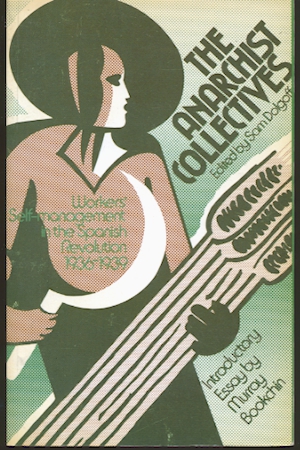 THE
ANARCHIST
COLLECTIVES
Edited by Sam Dolgoff
Workers'
Self-management
in the Spanish
Revolution
1936-1939
Introductory
Essay by
Murray
Bookchin